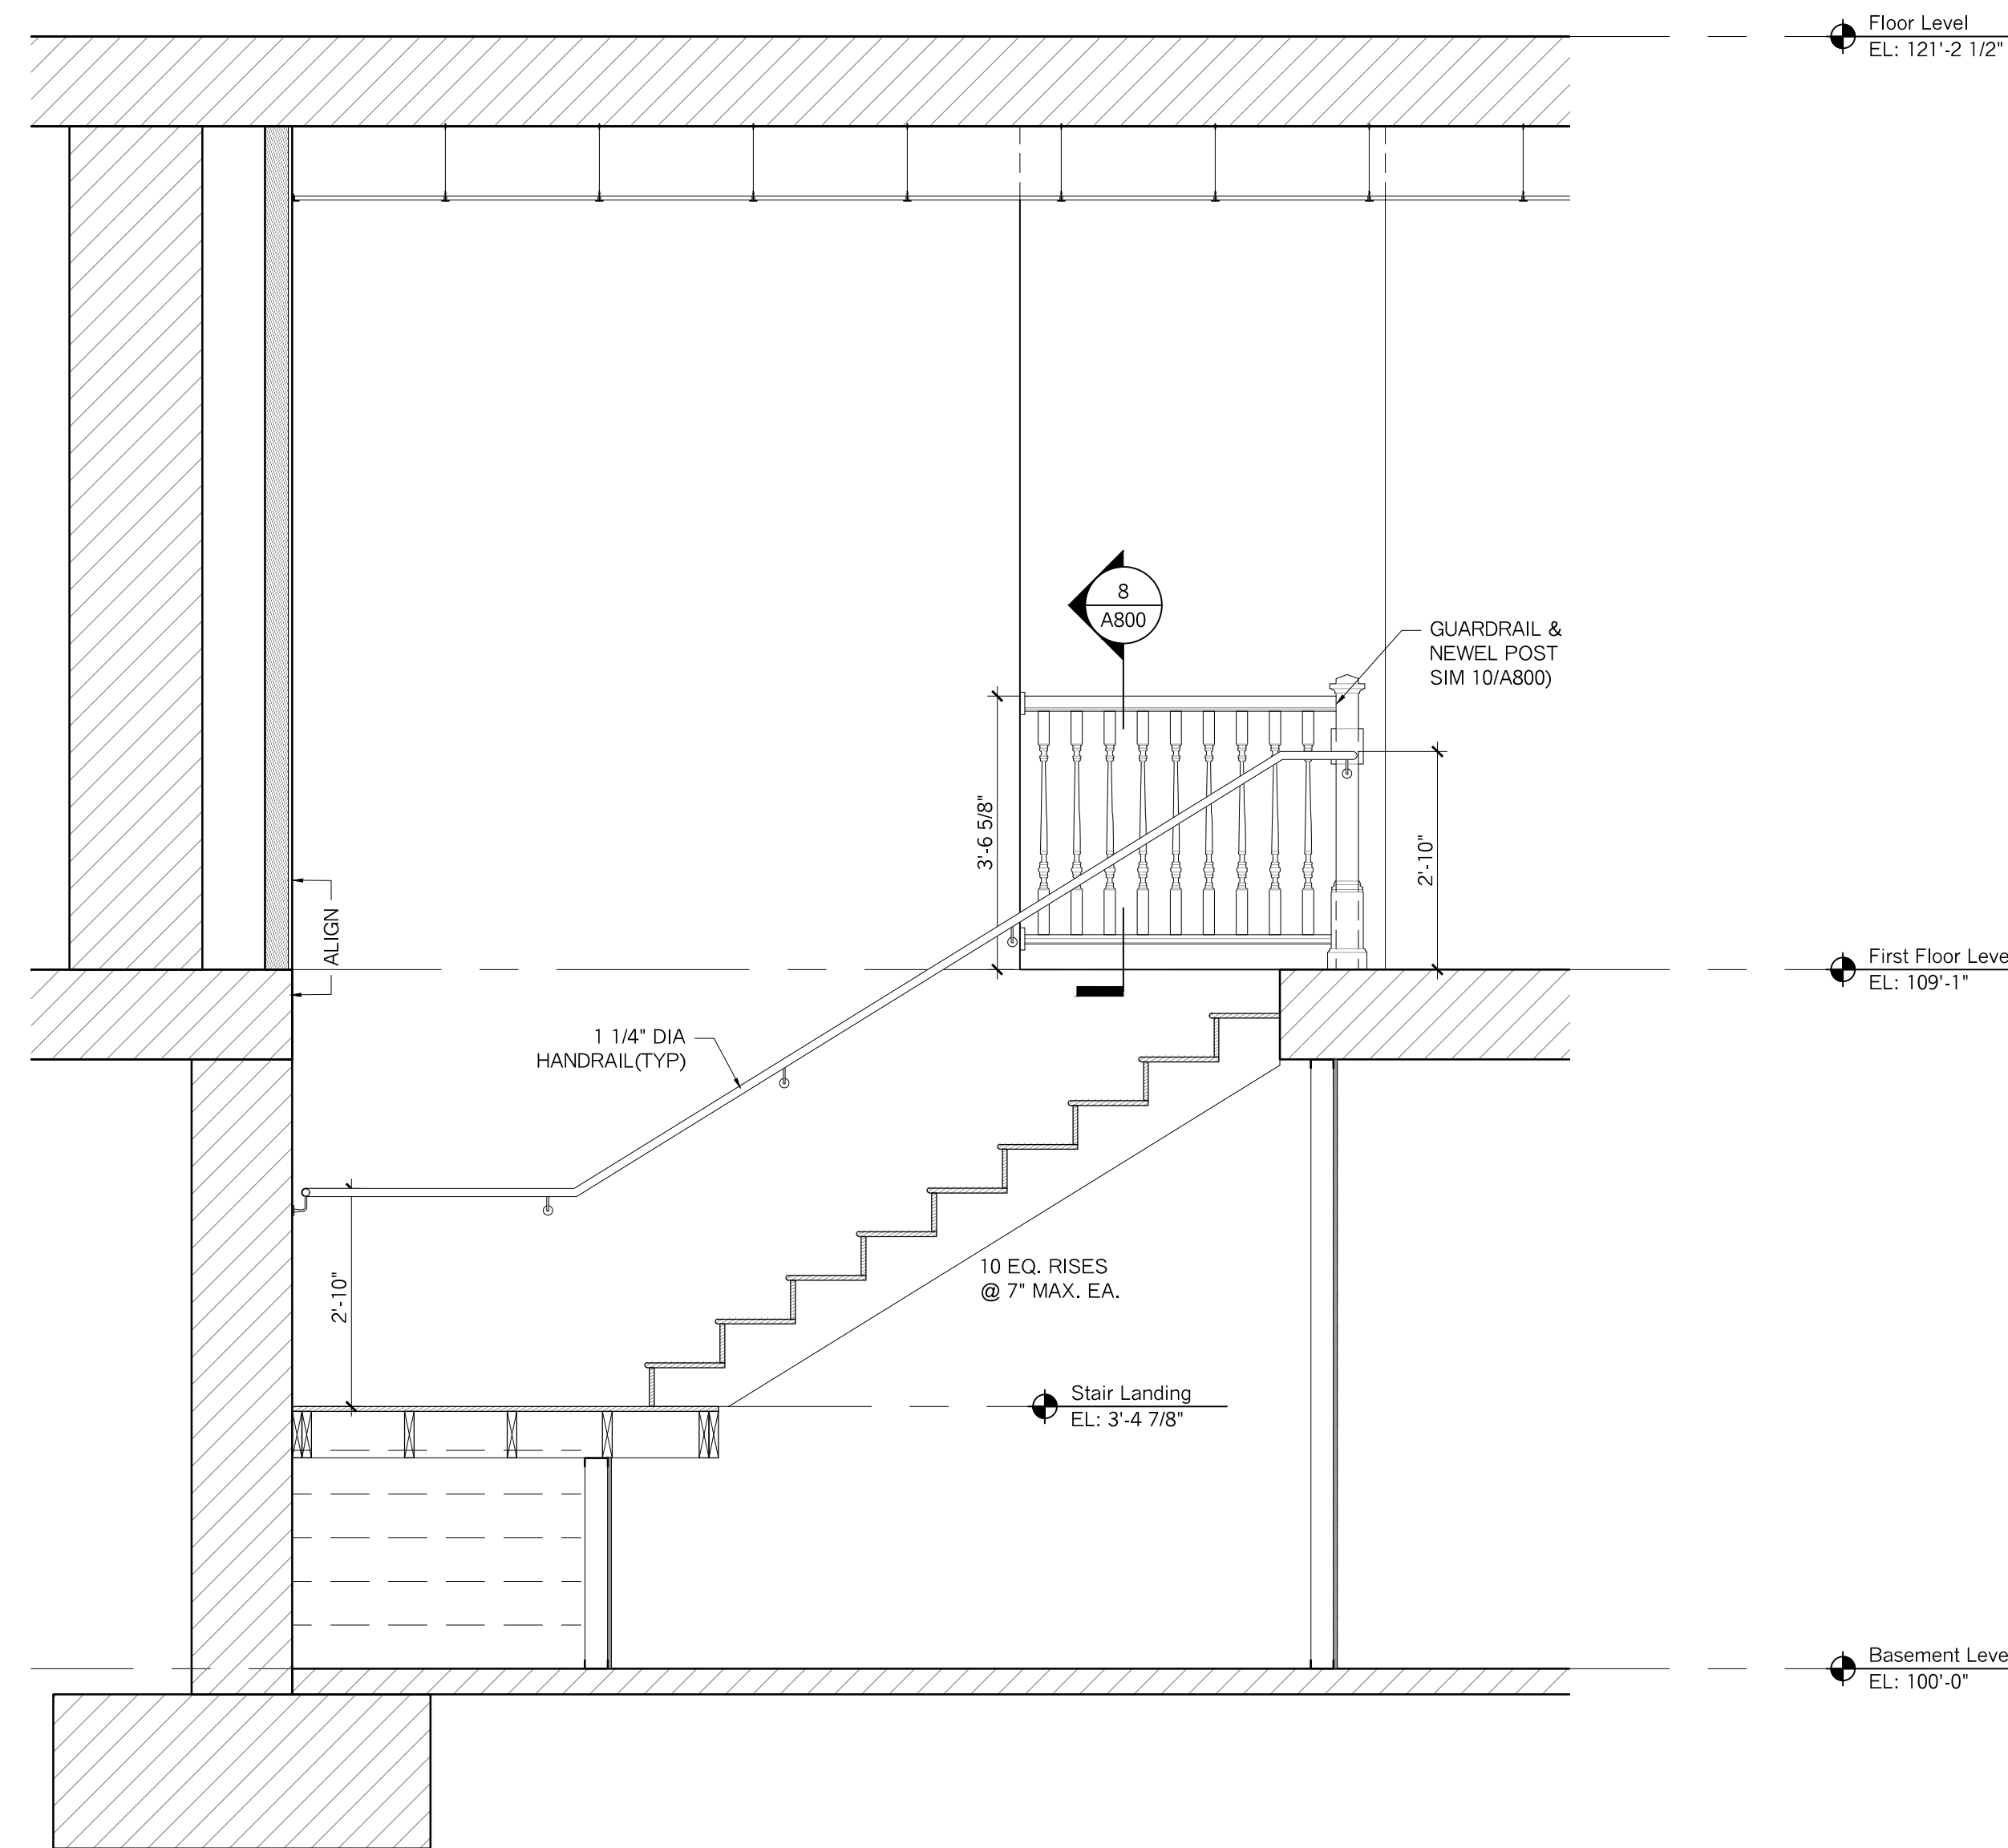 Floor Level
EL: 121'-2 1/2"
8
A800
GUARDRAIL &
NEWEL POST
SIM 10/A800)
3'-6 5/8"
2'-10"
ALIGN
First Floor Leve
EL: 109'-1"
1 1/4" DIA
HANDRAIL(TYP)
2'-10"
10 EQ. RISES
@ 7" MAX. EA.
Stair Landing
EL: 3'-4 7/8"
Basement Leve
EL: 100'-0"